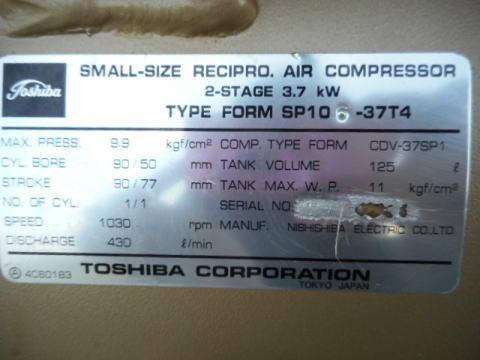 Toshiba
SMALL-SIZE RECIPRO. AIR COMPRESSOR
2-STAGE 3.7 kW
TYPE FORM SP10 6 -37T4
MAX. PRESS. 9.9 kgf/cm² COMP. TYPE FORM CDV-37SP1
CYL. BORE 90/50 mm TANK VOLUME 125 ℓ
STROKE 90/77 mm TANK MAX. W. P. 11 kgf/cm²
NO. OF CYL. 1/1 SERIAL NO.
SPEED 1030 rpm MANUF. NISHISHIBA ELECTRIC CO.,LTD.
DISCHARGE 430 ℓ/min
Ⓐ 4C60183 TOSHIBA CORPORATION
TOKYO JAPAN